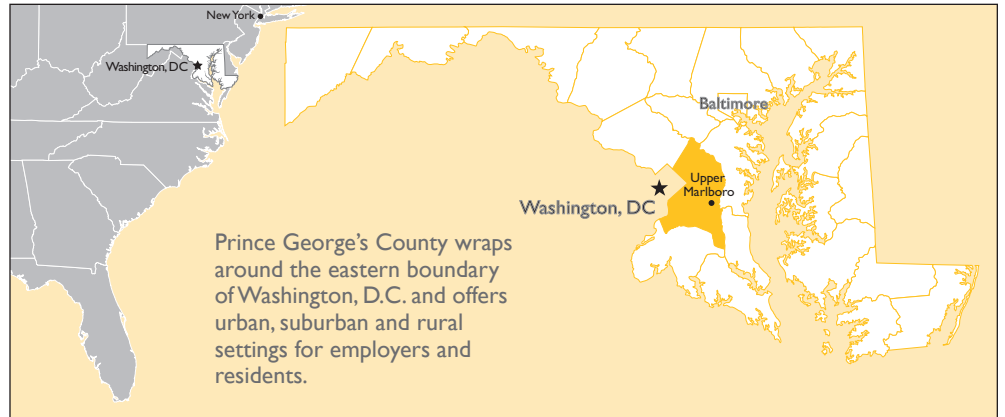 New York
Washington, DC
Baltimore
Upper
Marlboro
Washington, DC
Prince George's County wraps
around the eastern boundary
of Washington, D.C. and offers
urban, suburban and rural
settings for employers and
residents.